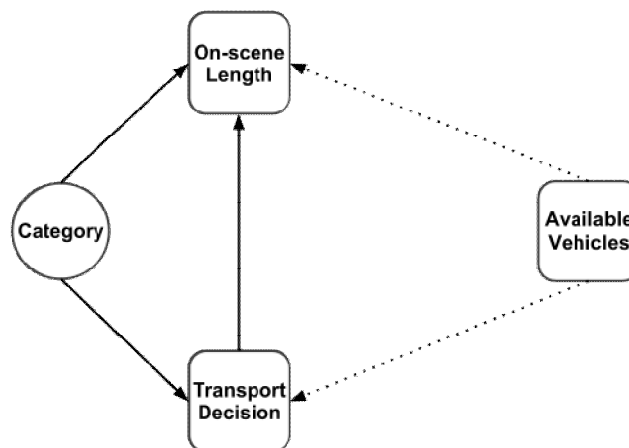 On-scene
Length
Category
Available
Vehicles
Transport
Decision